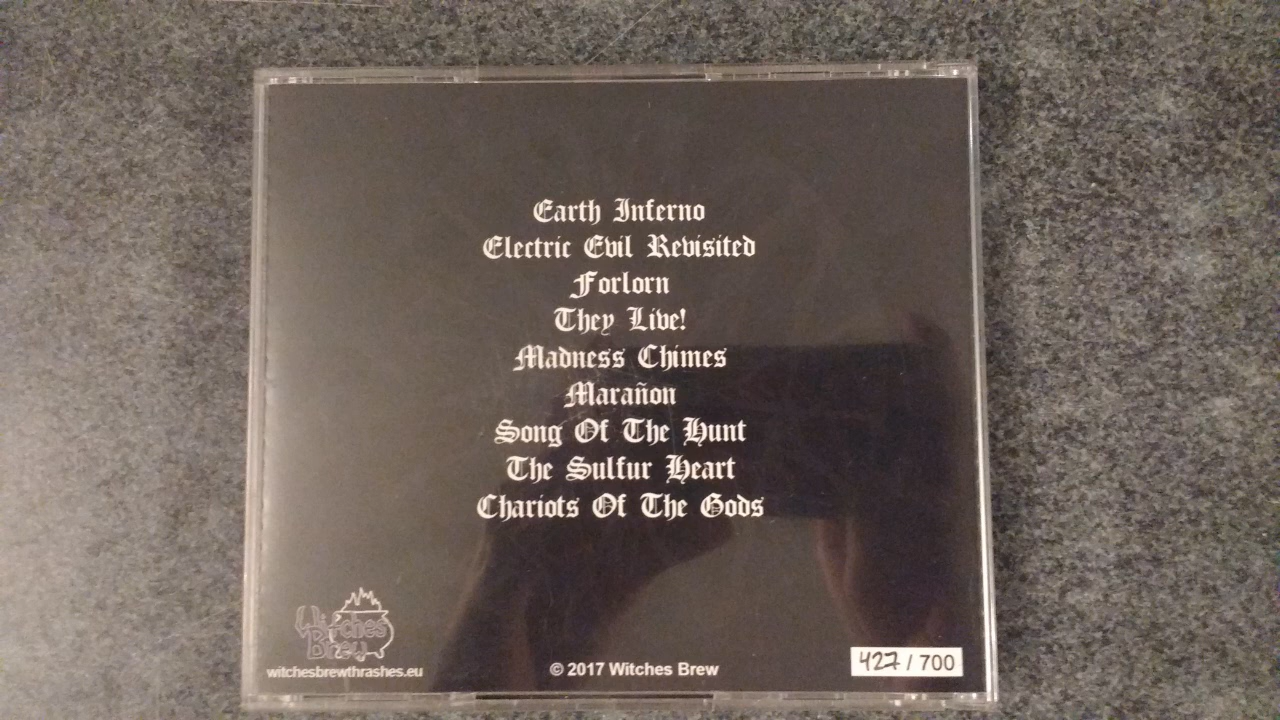 Earth Inferno
Electric Evil Revisited
Forlorn
They Live!
Madness Chimes
Marañon
Song Of The Hunt
The Sulfur Heart
Chariots Of The Gods
Witches
Brew
witchesbrewthrashes.eu
© 2017 Witches Brew
427 / 700